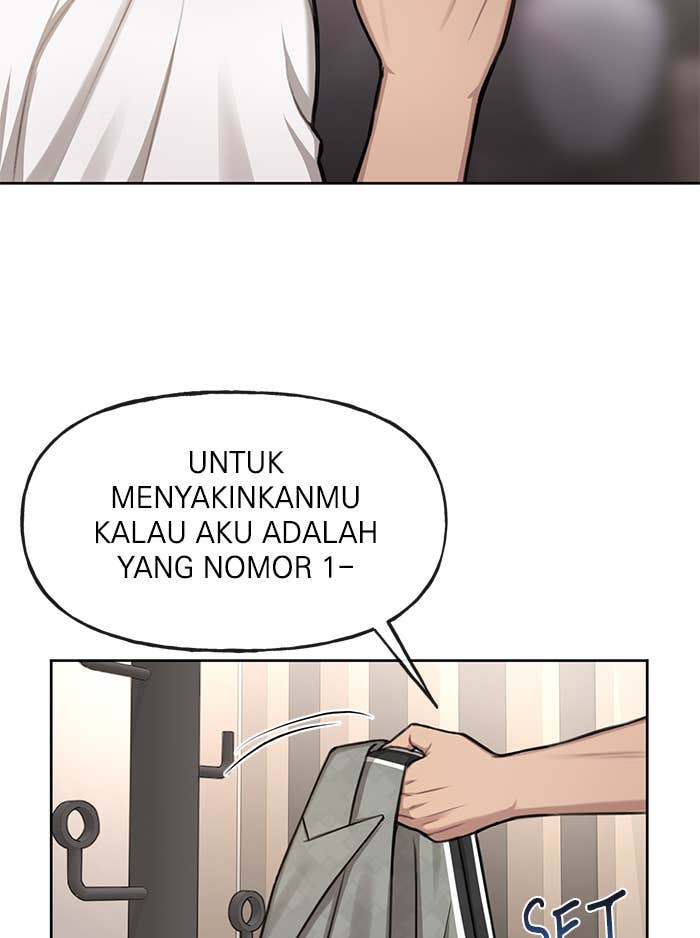 UNTUK
MENYAKINKANMU
KALAU AKU ADALAH
YANG NOMOR 1-
SET